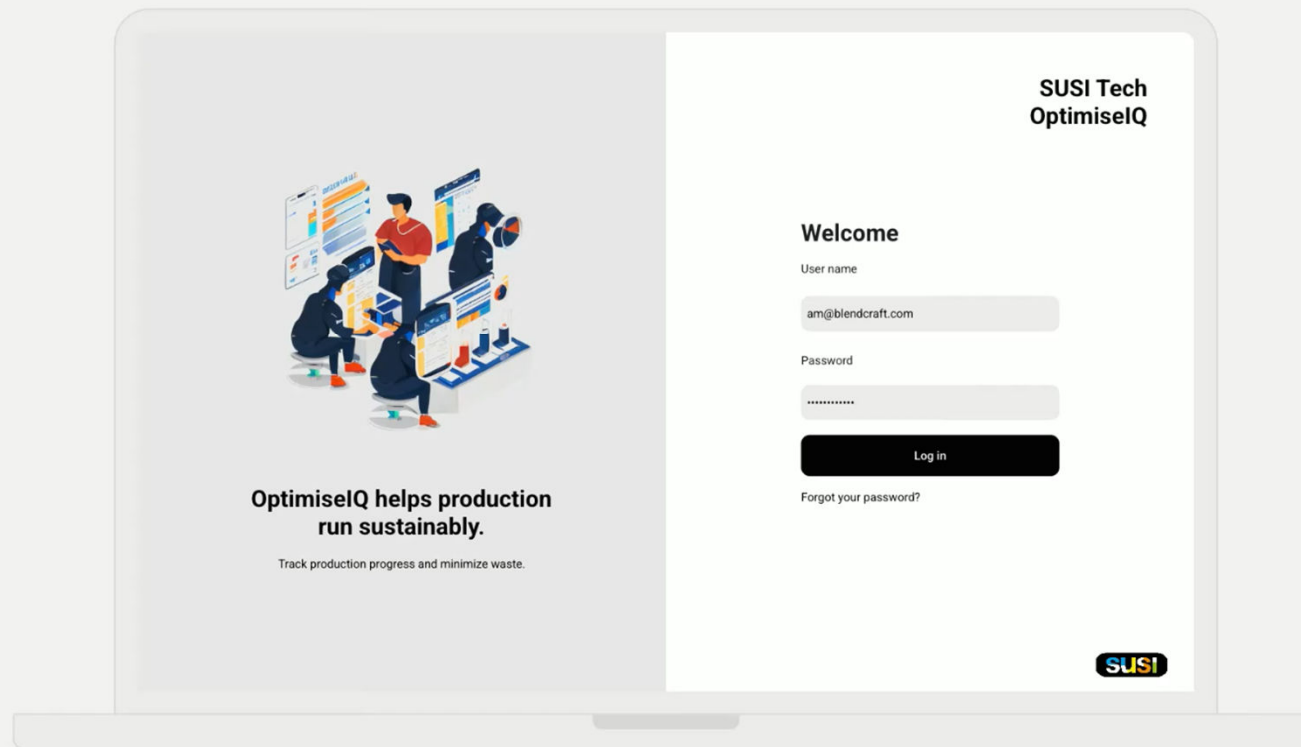 OptimiseIQ helps production
run sustainably.
Track production progress and minimize waste.
SUSI Tech
OptimiseIQ
Welcome
User name
am@blendcraft.com
Password
••••••••••••
Log in
Forgot your password?
SUSI